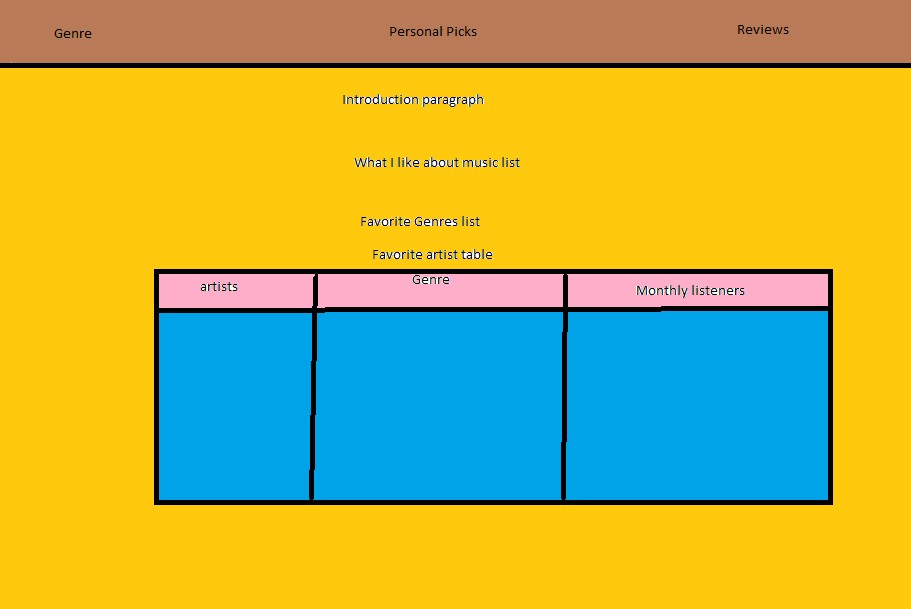 Genre
Personal Picks
Reviews
Introduction paragraph
What I like about music list
Favorite Genres list
Favorite artist table
artists
Genre
Monthly listeners